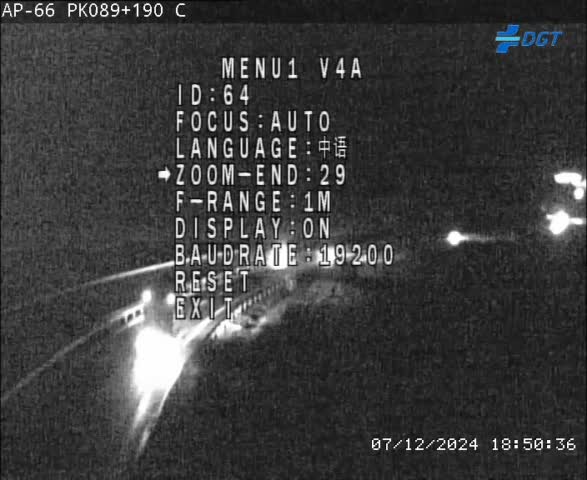 AP-66 PK089+190 C
DGT
MENU1 V4A
ID:64
FOCUS:AUTO
LANGUAGE:中语
ZOOM-END:29
F-RANGE:1M
DISPLAY:ON
BAUDRATE:19200
RESET
EXIT
07/12/2024 18:50:36